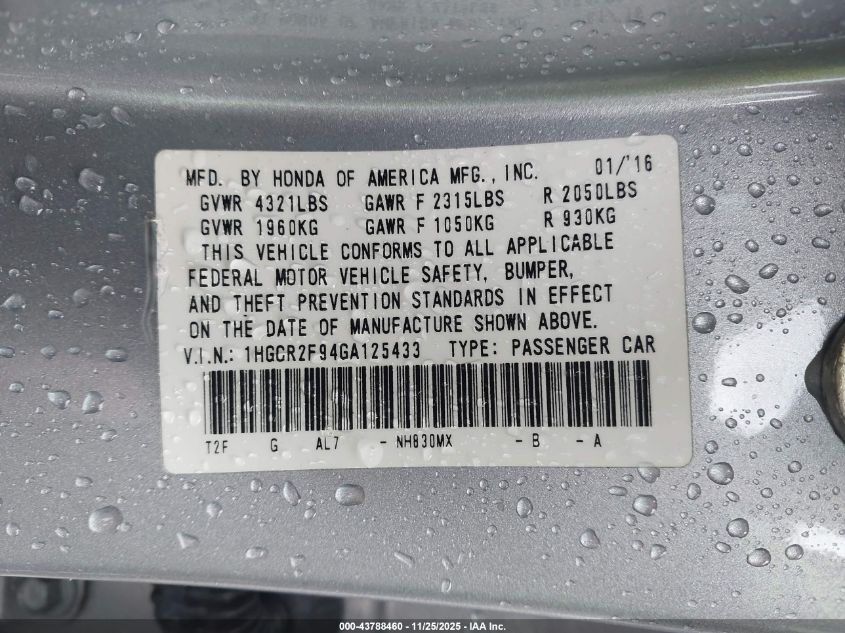 MFD. BY HONDA OF AMERICA MFG., INC. 01/'16
GVWR 4321LBS GAWR F 2315LBS R 2050LBS
GVWR 1960KG GAWR F 1050KG R 930KG
THIS VEHICLE CONFORMS TO ALL APPLICABLE
FEDERAL MOTOR VEHICLE SAFETY, BUMPER,
AND THEFT PREVENTION STANDARDS IN EFFECT
ON THE DATE OF MANUFACTURE SHOWN ABOVE.
V.I.N.: 1HGCR2F94GA125433 TYPE: PASSENGER CAR
T2F G AL7 - NH830MX - B - A
000-43788460 - 11/25/2025 - IAA Inc.